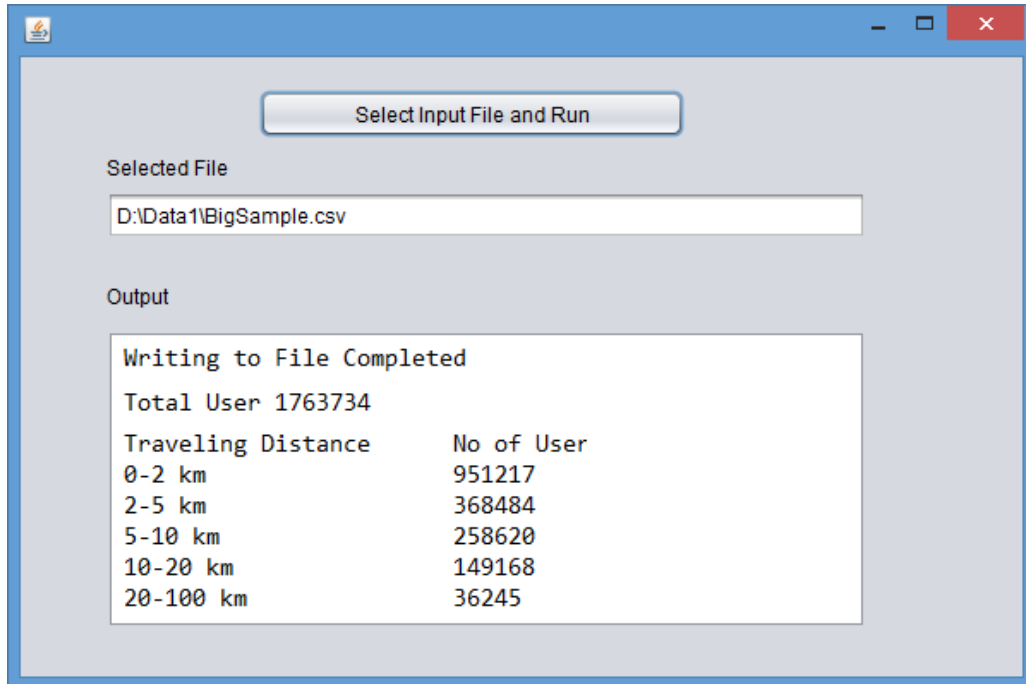 Select Input File and Run
Selected File
D:\Data1\BigSample.csv
Output
Writing to File Completed
Total User 1763734
Traveling Distance No of User
0-2 km 951217
2-5 km 368484
5-10 km 258620
10-20 km 149168
20-100 km 36245